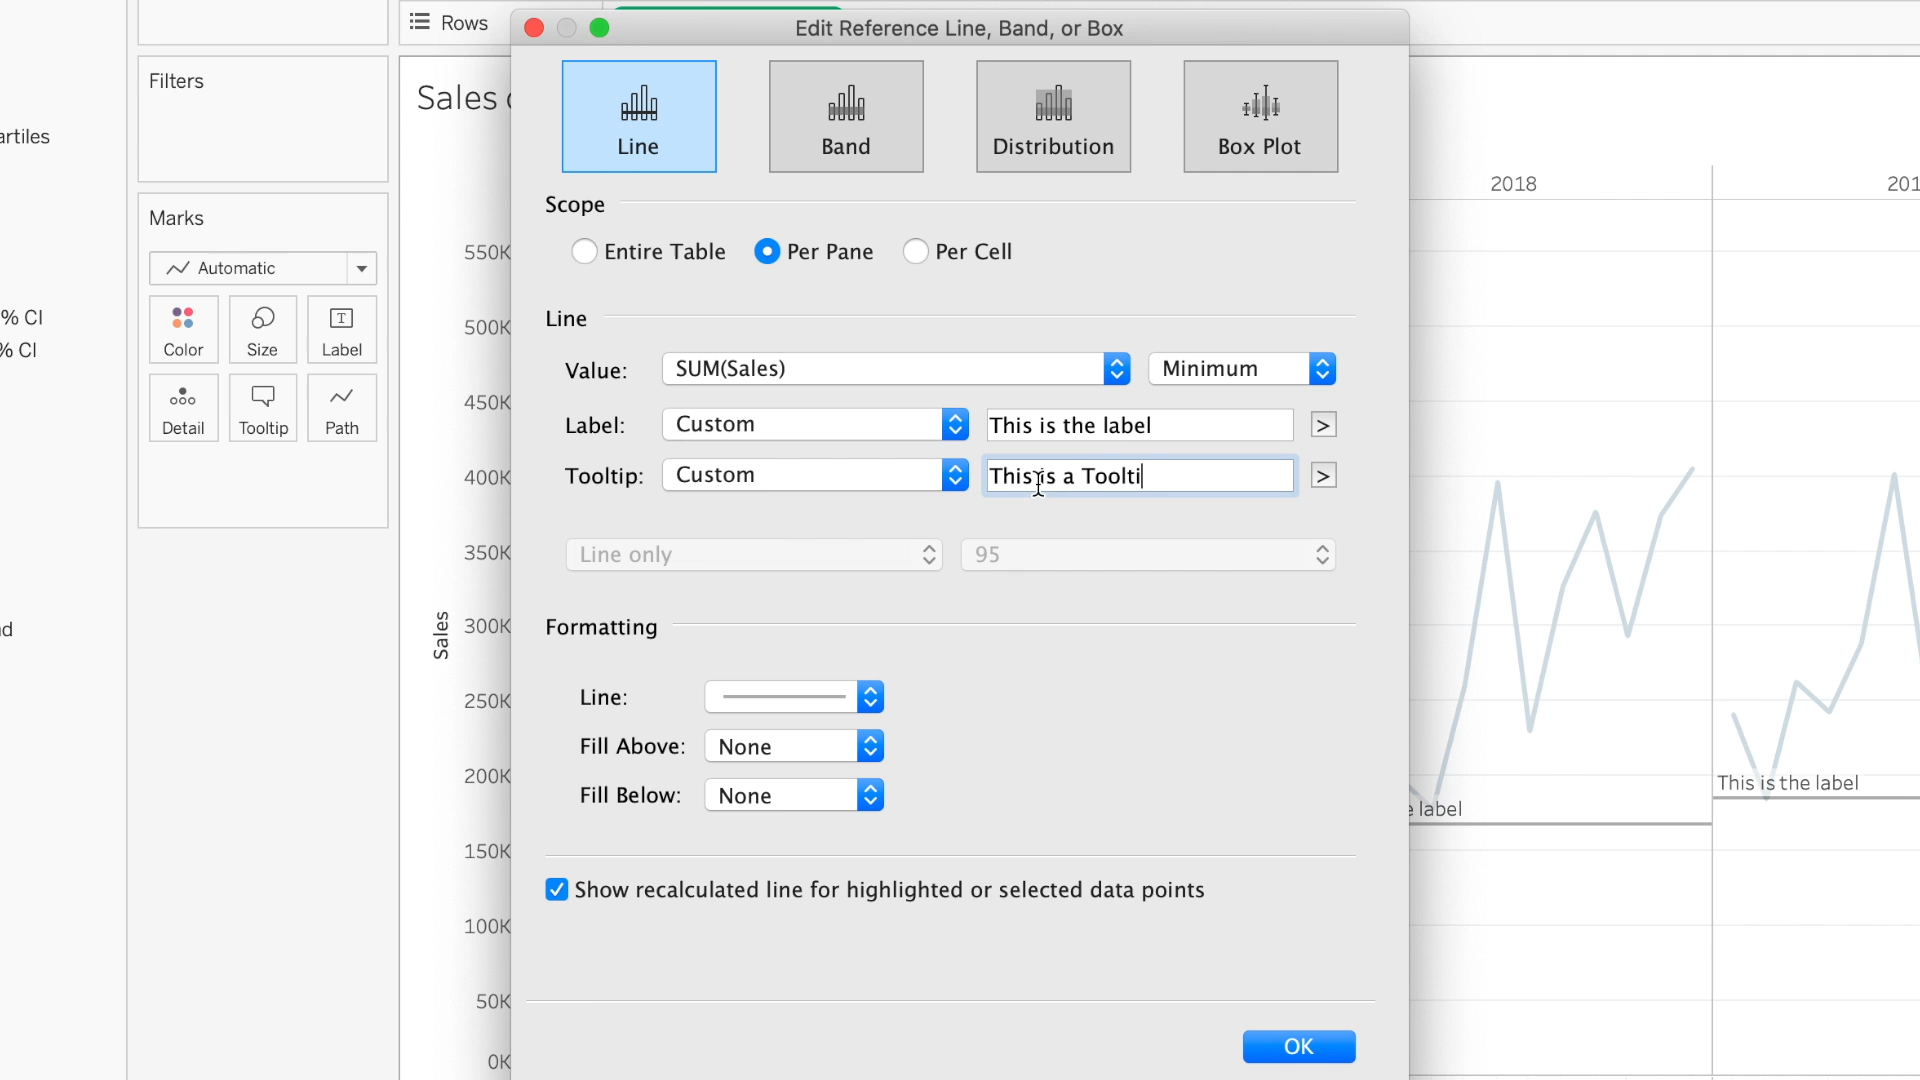 Rows
Edit Reference Line, Band, or Box
Filters
Sales
Line
Band
Distribution
Box Plot
artiles
2018
201
Scope
Marks
Entire Table
Per Pane
Per Cell
550K
Automatic
% CI
% CI
Color
Size
Label
500K
Line
Value:
SUM(Sales)
Minimum
450K
Label:
Custom
This is the label
>
Detail
Tooltip
Path
400K
Tooltip:
Custom
This is a Toolti
>
350K
Line only
95
Sales
300K
Formatting
250K
Line:
200K
Fill Above:
None
Fill Below:
None
This is the label
e label
150K
Show recalculated line for highlighted or selected data points
100K
50K
0K
OK